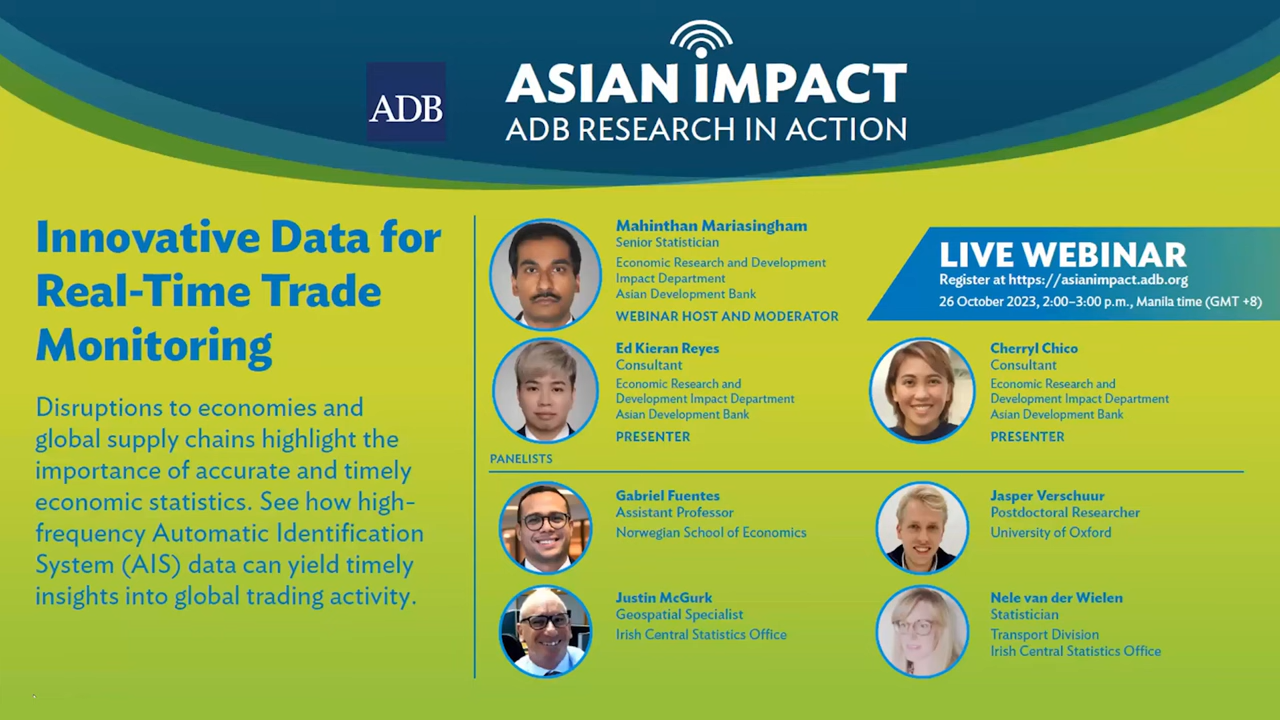 ADB
ASIAN IMPACT
ADB RESEARCH IN ACTION
Innovative Data for
Real-Time Trade
Monitoring
Disruptions to economies and
global supply chains highlight the
importance of accurate and timely
economic statistics. See how high-
frequency Automatic Identification
System (AIS) data can yield timely
insights into global trading activity.
Mahinthan Mariasingham
Senior Statistician
Economic Research and Development
Impact Department
Asian Development Bank
WEBINAR HOST AND MODERATOR
LIVE WEBINAR
Register at https://asianimpact.adb.org
26 October 2023, 2:00–3:00 p.m., Manila time (GMT +8)
Ed Kieran Reyes
Consultant
Economic Research and
Development Impact Department
Asian Development Bank
PRESENTER
Cherryl Chico
Consultant
Economic Research and
Development Impact Department
Asian Development Bank
PRESENTER
PANELISTS
Gabriel Fuentes
Assistant Professor
Norwegian School of Economics
Jasper Verschuur
Postdoctoral Researcher
University of Oxford
Justin McGurk
Geospatial Specialist
Irish Central Statistics Office
Nele van der Wielen
Statistician
Transport Division
Irish Central Statistics Office